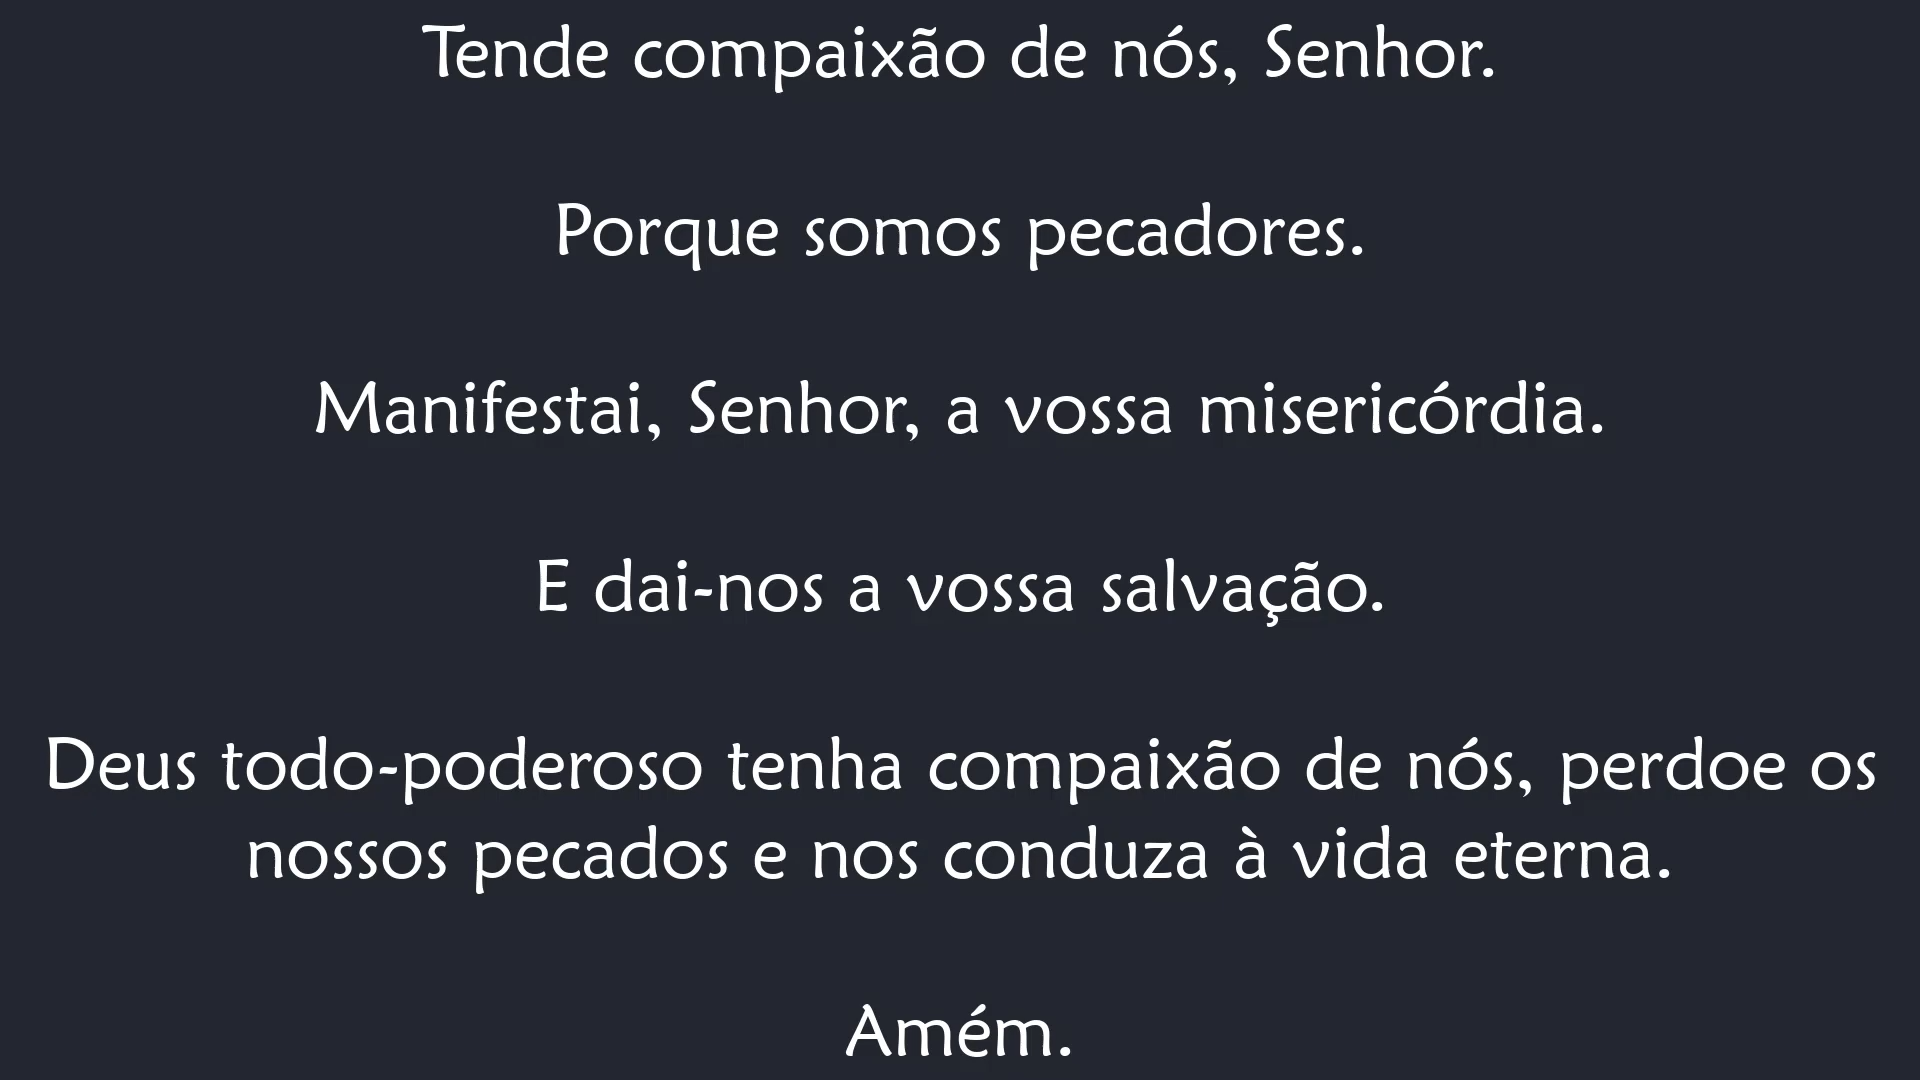 Tende compaixão de nós, Senhor.
Porque somos pecadores.
Manifestai, Senhor, a vossa misericórdia.
E dai-nos a vossa salvação.
Deus todo-poderoso tenha compaixão de nós, perdoe os
nossos pecados e nos conduza à vida eterna.
Amém.